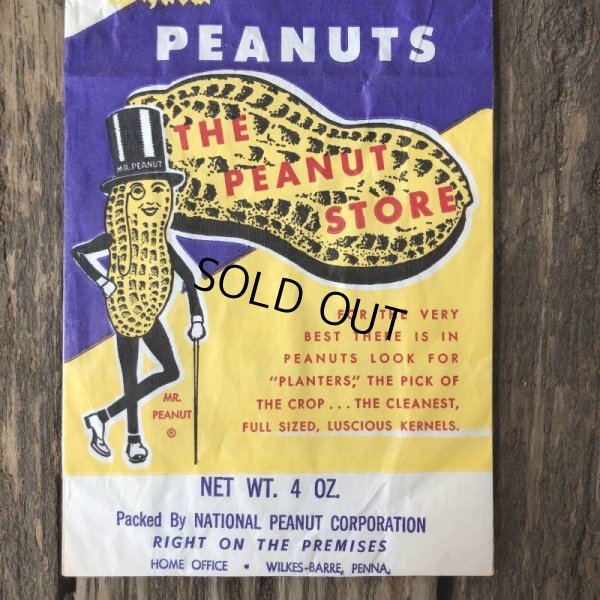 PEANUTS
MR. PEANUT
THE
PEANUT
STORE
SOLD OUT
FOR THE VERY
BEST THERE IS IN
PEANUTS LOOK FOR
"PLANTERS," THE PICK OF
THE CROP... THE CLEANEST,
FULL SIZED, LUSCIOUS KERNELS.
MR.
PEANUT
®
NET WT. 4 OZ.
Packed By NATIONAL PEANUT CORPORATION
RIGHT ON THE PREMISES
HOME OFFICE • WILKES-BARRE, PENNA.